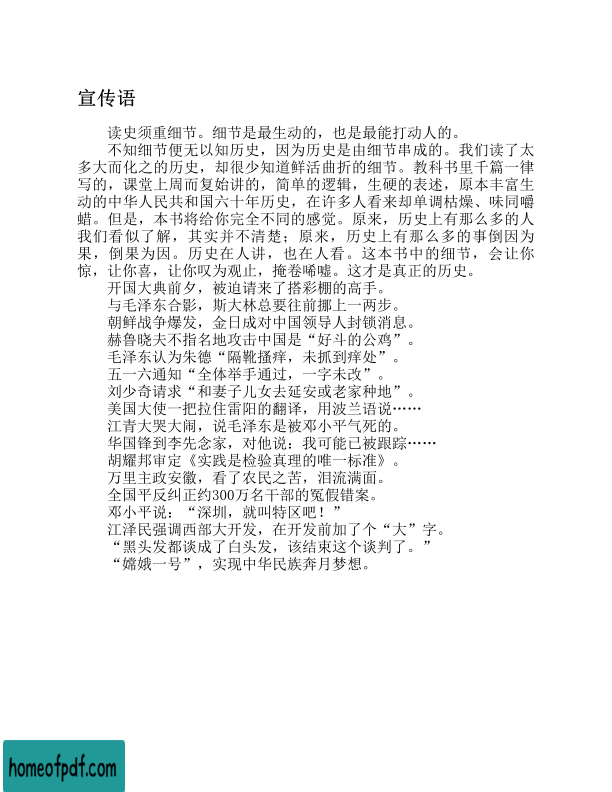 宣传语
读史须重细节。细节是最生动的，也是最能打动人的。
不知细节便无以知历史，因为历史是由细节串成的。我们读了太
多大而化之的历史，却很少知道鲜活曲折的细节。教科书里千篇一律
写的，课堂上周而复始讲的，简单的逻辑，生硬的表述，原本丰富生
动的中华人民共和国六十年历史，在许多人看来却单调枯燥、味同嚼
蜡。但是，本书将给你完全不同的感觉。原来，历史上有那么多的人
我们看似了解，其实并不清楚；原来，历史上有那么多的事倒因为
果，倒果为因。历史在人讲，也在人看。这本书中的细节，会让你
惊，让你喜，让你叹为观止，掩卷唏嘘。这才是真正的历史。
开国大典前夕，被迫请来了搭彩棚的高手。
与毛泽东合影，斯大林总要往前挪上一两步。
朝鲜战争爆发，金日成对中国领导人封锁消息。
赫鲁晓夫不指名地攻击中国是“好斗的公鸡”。
毛泽东认为朱德“隔靴搔痒，未抓到痒处”。
五一六通知“全体举手通过，一字未改”。
刘少奇请求“和妻子儿女去延安或老家种地”。
美国大使一把拉住雷阳的翻译，用波兰语说……
江青大哭大闹，说毛泽东是被邓小平气死的。
华国锋到李先念家，对他说：我可能已被跟踪……
胡耀邦审定《实践是检验真理的唯一标准》。
万里主政安徽，看了农民之苦，泪流满面。
全国平反纠正约300万名干部的冤假错案。
邓小平说：“深圳，就叫特区吧！”
江泽民强调西部大开发，在开发前加了个“大”字。
“黑头发都谈成了白头发，该结束这个谈判了。”
“嫦娥一号”，实现中华民族奔月梦想。
homeofpdf.com